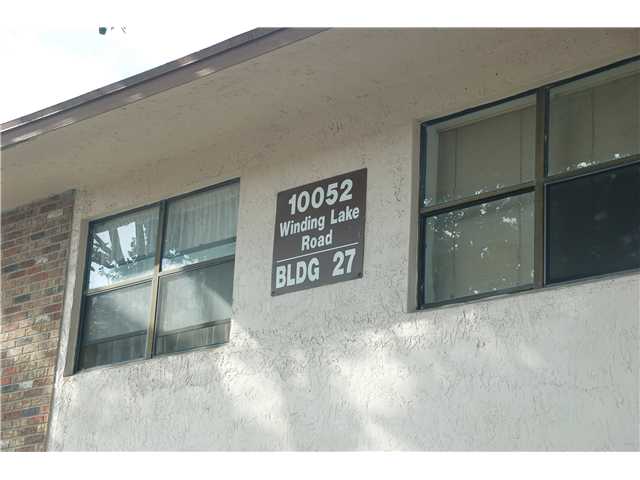 10052
Winding Lake
Road
BLDG 27